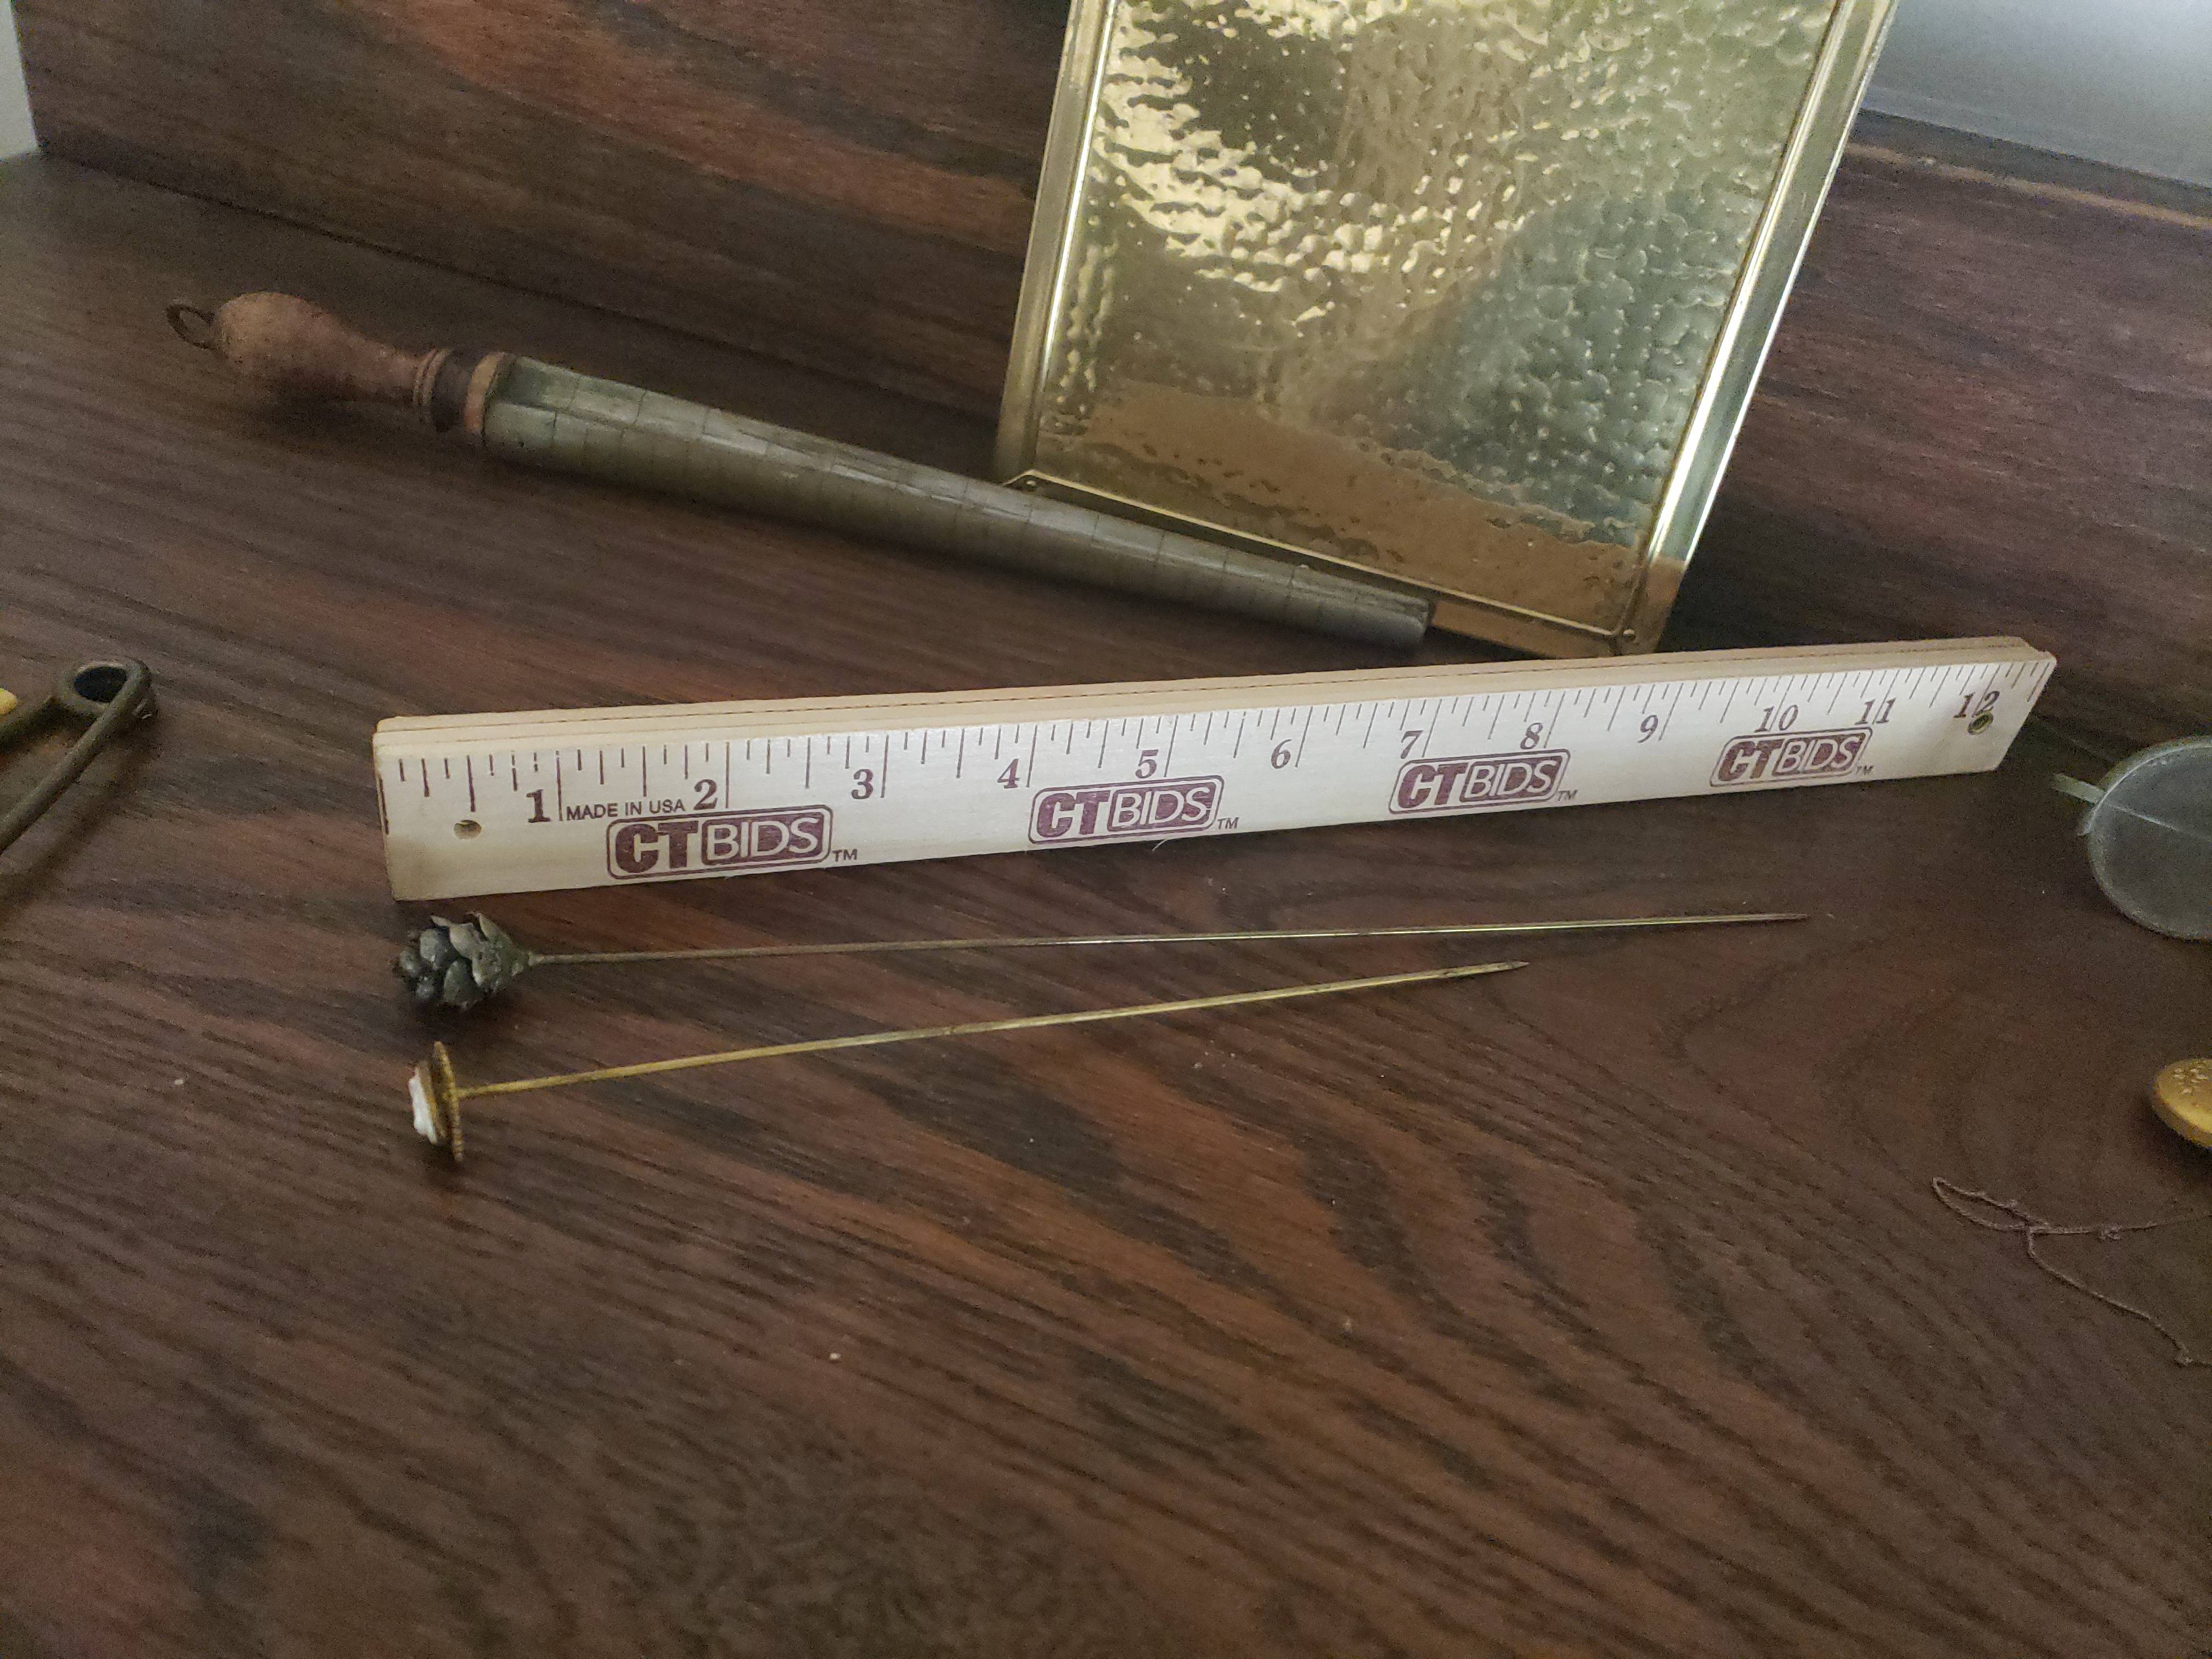 1 2 3 4 5 6 7 8 9 10 11 12
MADE IN USA
CTBIDS™ CTBIDS™ CTBIDS™ CTBIDS™